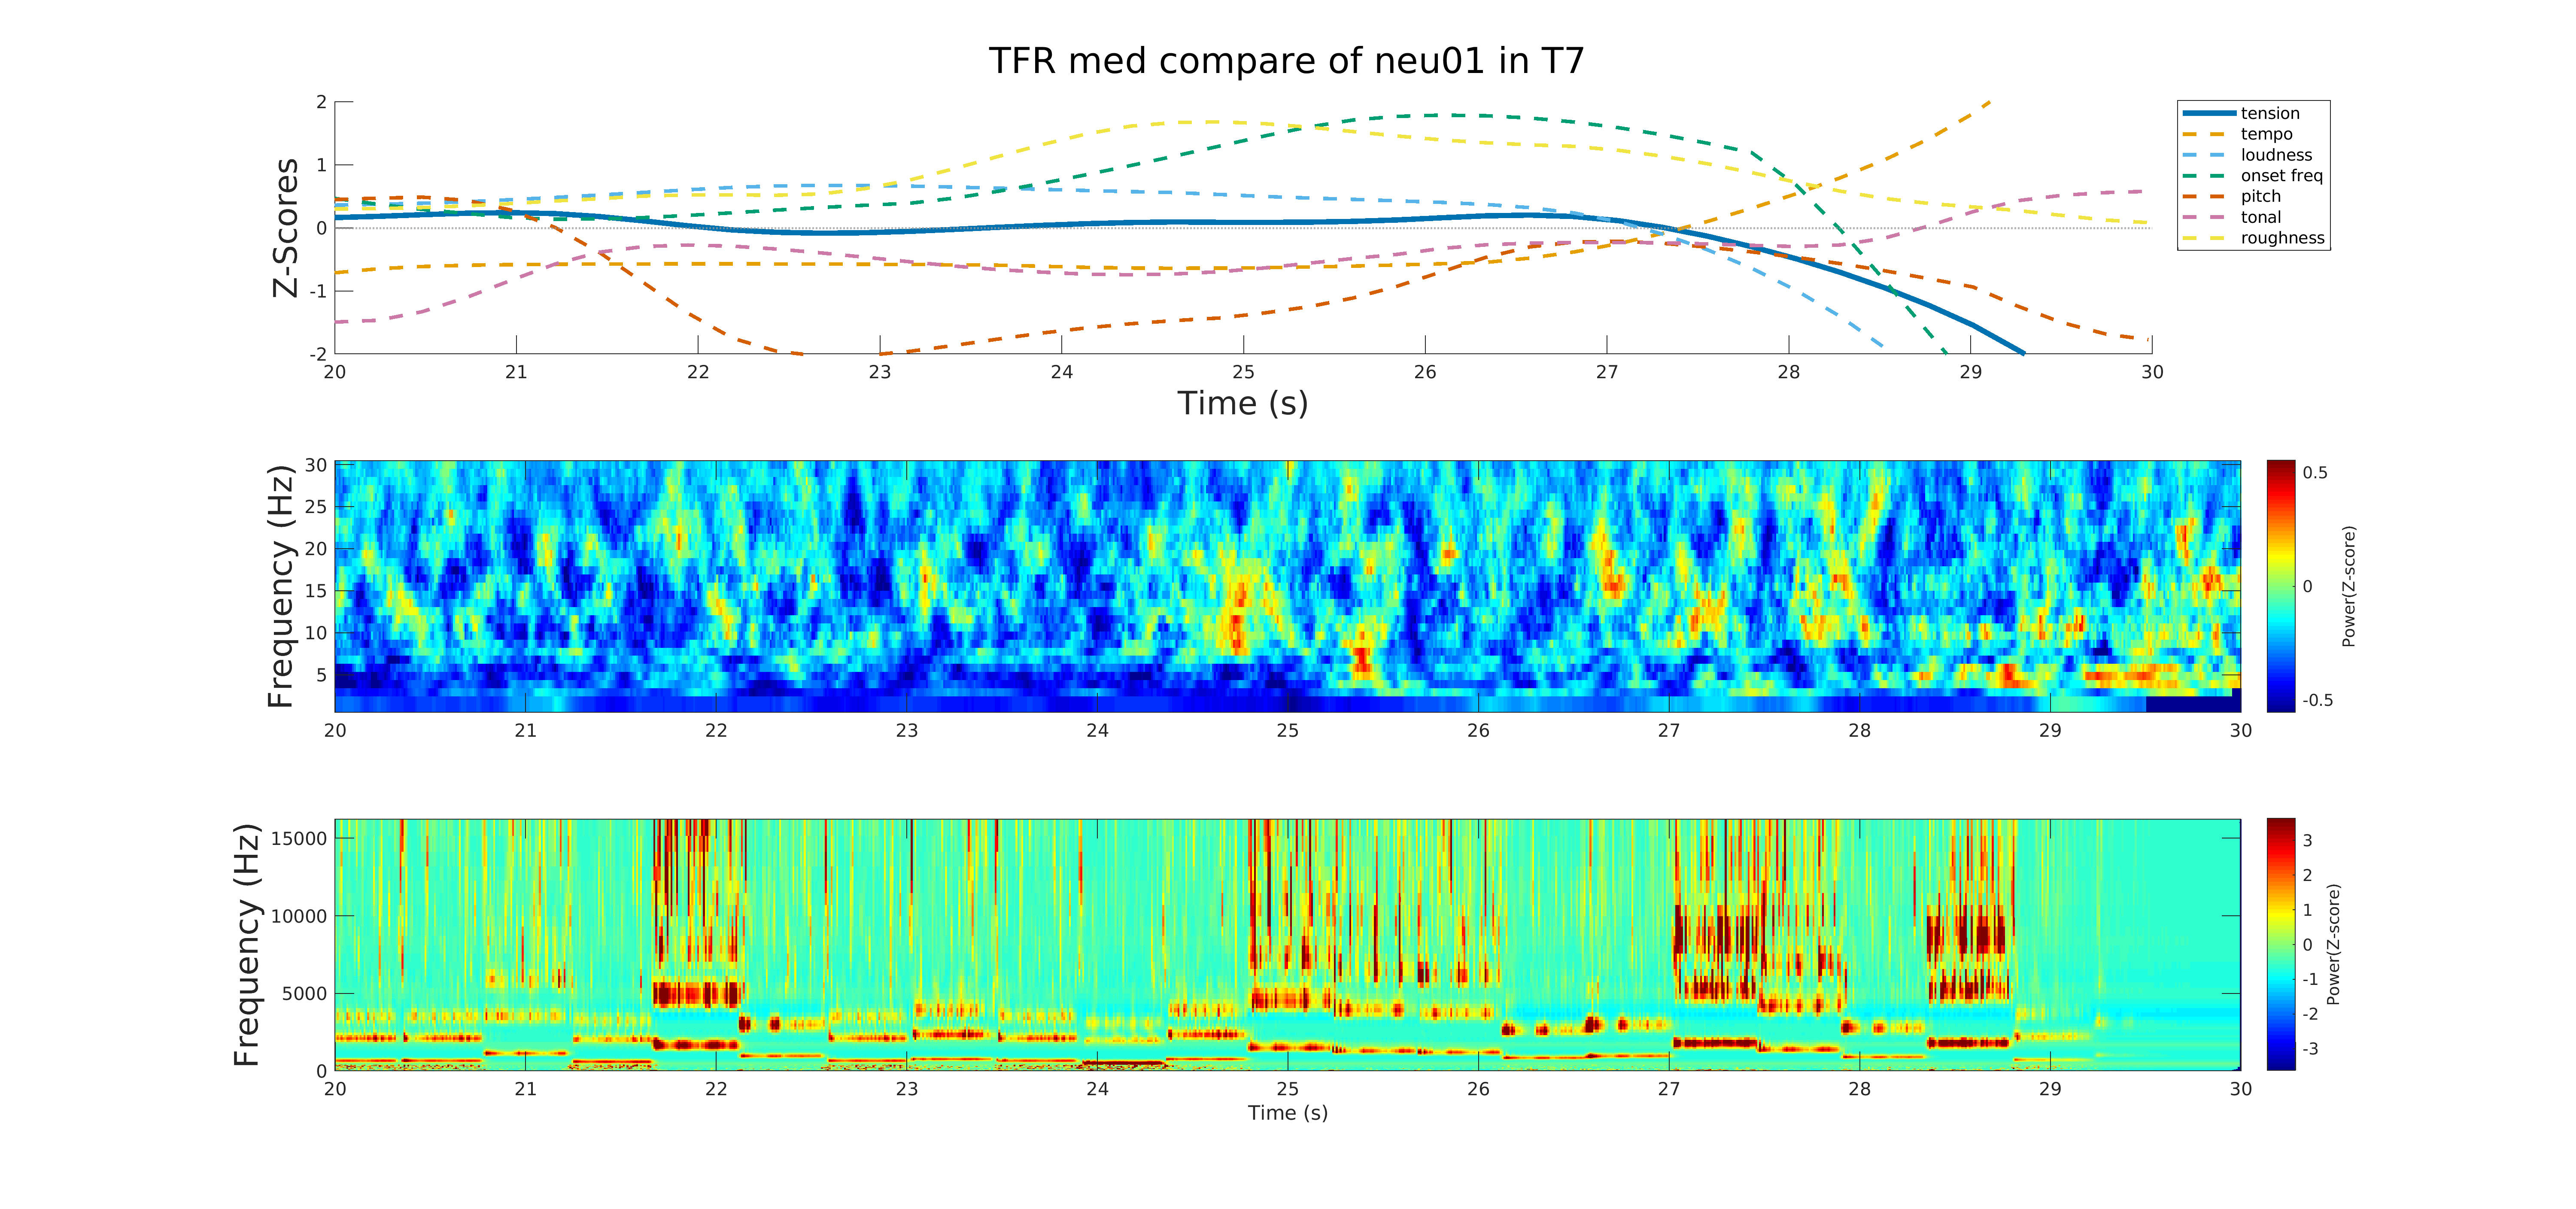 TFR med compare of neu01 in T7
Z-Scores
2
1
0
-1
-2
20 21 22 23 24 25 26 27 28 29 30
Time (s)
tension
tempo
loudness
onset freq
pitch
tonal
roughness
Frequency (Hz)
30
25
20
15
10
5
20 21 22 23 24 25 26 27 28 29 30
0.5
0
-0.5
Power(Z-score)
Frequency (Hz)
15000
10000
5000
0
20 21 22 23 24 25 26 27 28 29 30
Time (s)
3
2
1
0
-1
-2
-3
Power(Z-score)